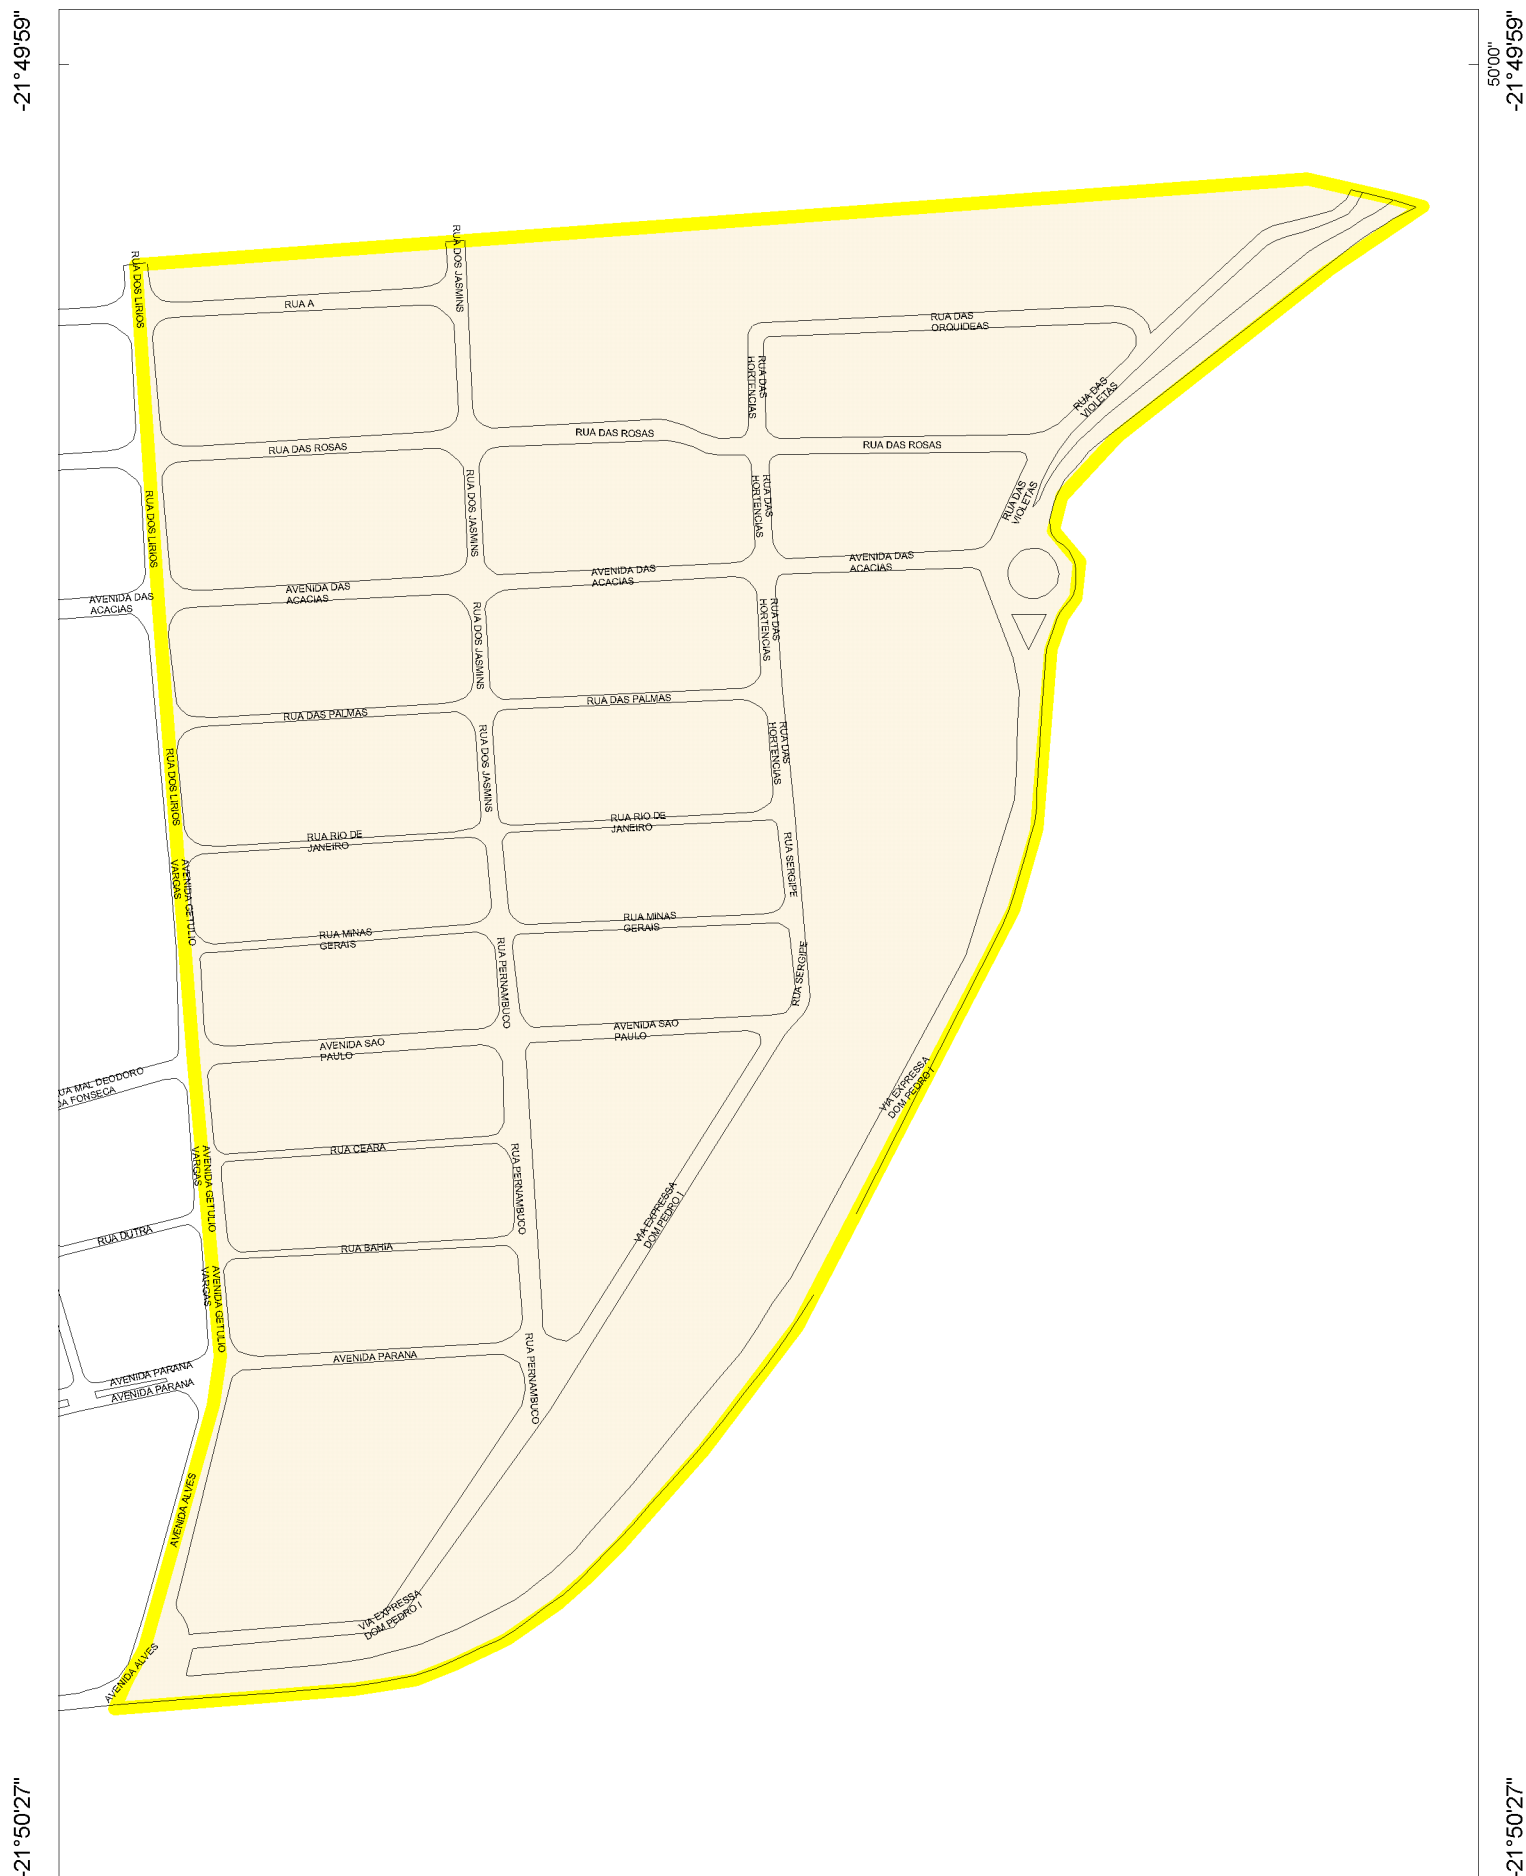 -21°49'59"
50'00"
-21°49'59"
RUA DOS LIRIOS
RUA DOS JASMINS
RUA A
RUA DAS
ORQUIDEAS
RUA DAS
HORTENCIAS
RUA DAS
VIOLETAS
RUA DAS ROSAS
RUA DAS ROSAS
RUA DAS ROSAS
RUA DOS LIRIOS
RUA DOS JASMINS
RUA DAS
HORTENCIAS
RUA DAS
VIOLETAS
AVENIDA DAS
ACACIAS
AVENIDA DAS
ACACIAS
AVENIDA DAS
ACACIAS
AVENIDA DAS
ACACIAS
RUA DOS JASMINS
RUA DAS
HORTENCIAS
RUA DAS PALMAS
RUA DAS PALMAS
RUA DOS LIRIOS
RUA DOS JASMINS
RUA DAS
HORTENCIAS
RUA RIO DE
JANEIRO
RUA RIO DE
JANEIRO
AVENIDA GETULIO
VARGAS
RUA SERGIPE
RUA MINAS
GERAIS
RUA MINAS
GERAIS
RUA PERNAMBUCO
RUA SERGIPE
AVENIDA SAO
PAULO
AVENIDA SAO
PAULO
UA MAL DEODORO
DA FONSECA
VIA EXPRESSA
DOM PEDRO I
AVENIDA GETULIO
VARGAS
RUA CEARA
RUA PERNAMBUCO
VIA EXPRESSA
DOM PEDRO I
RUA DUTRA
RUA BAHIA
AVENIDA GETULIO
VARGAS
AVENIDA PARANA
RUA PERNAMBUCO
AVENIDA PARANA
AVENIDA PARANA
AVENIDA ALVES
VIA EXPRESSA
DOM PEDRO I
AVENIDA ALVES
-21°50'27"
-21°50'27"